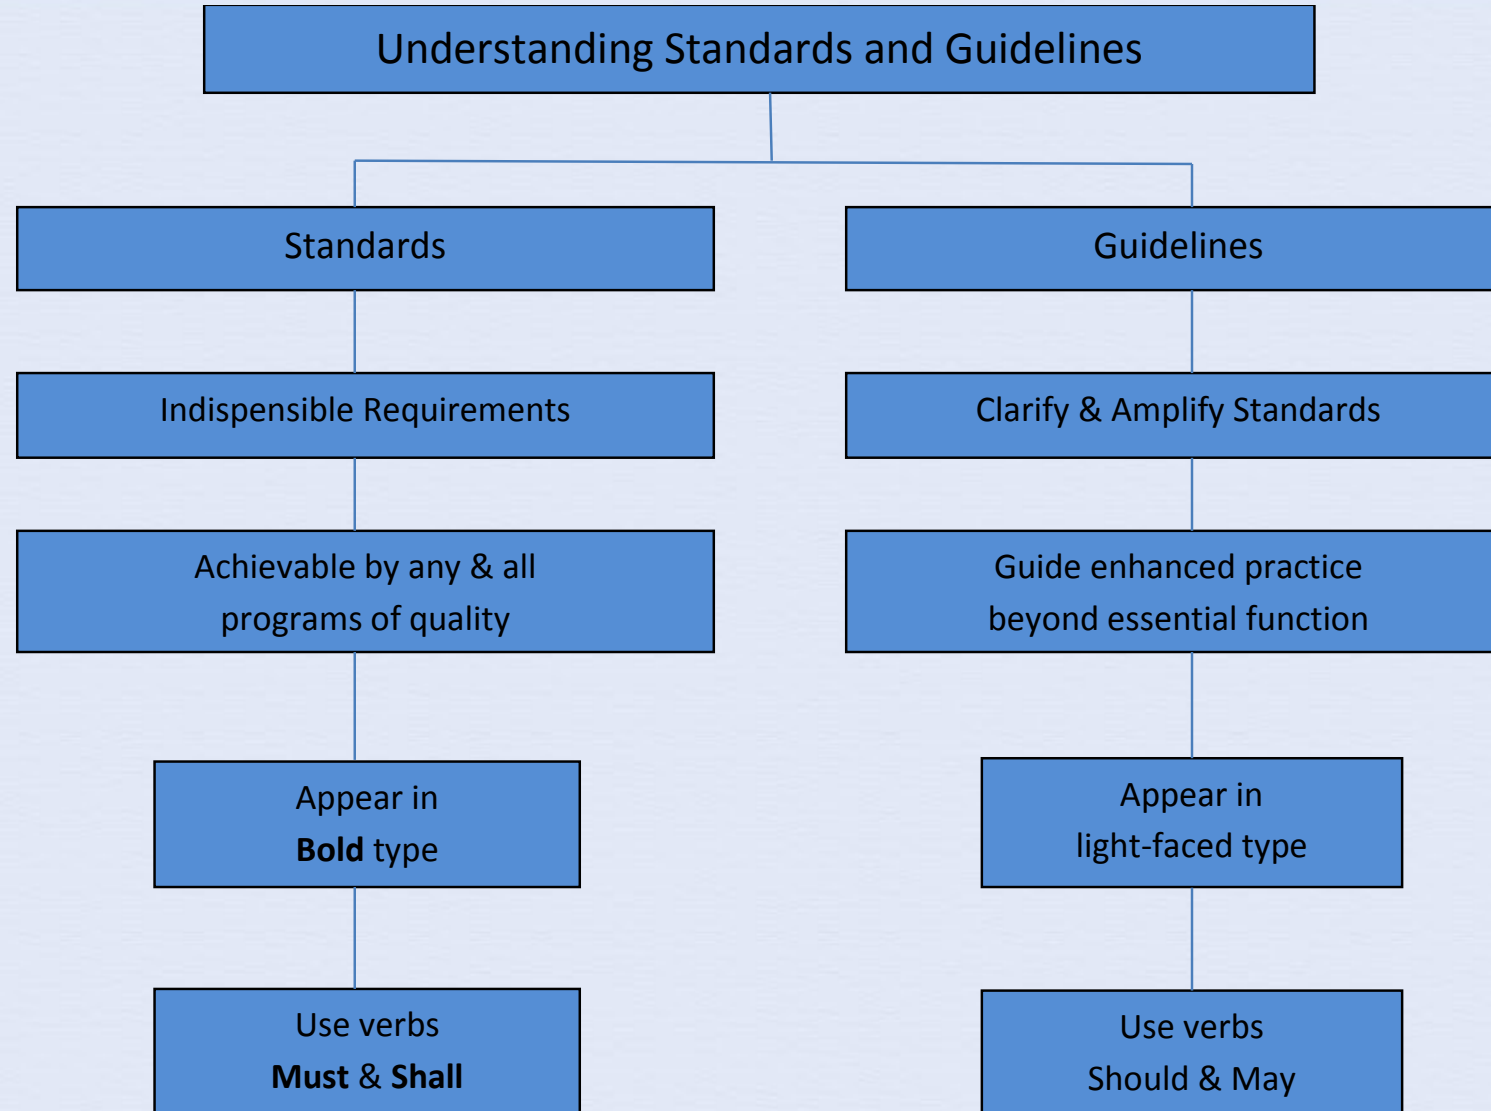 Understanding Standards and Guidelines
Standards
Guidelines
Indispensible Requirements
Clarify & Amplify Standards
Achievable by any & all
programs of quality
Guide enhanced practice
beyond essential function
Appear in
Bold type
Appear in
light-faced type
Use verbs
Must & Shall
Use verbs
Should & May